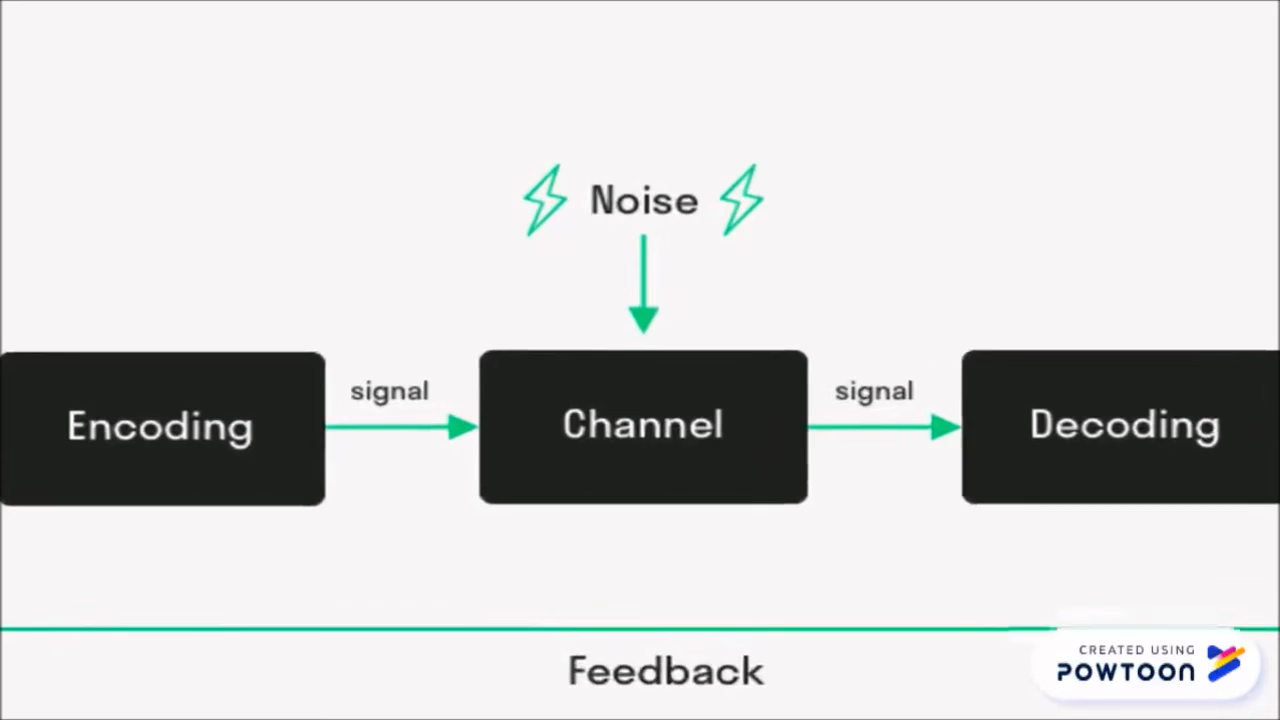 Noise
Encoding
signal
Channel
signal
Decoding
Feedback
CREATED USING
POWTOON